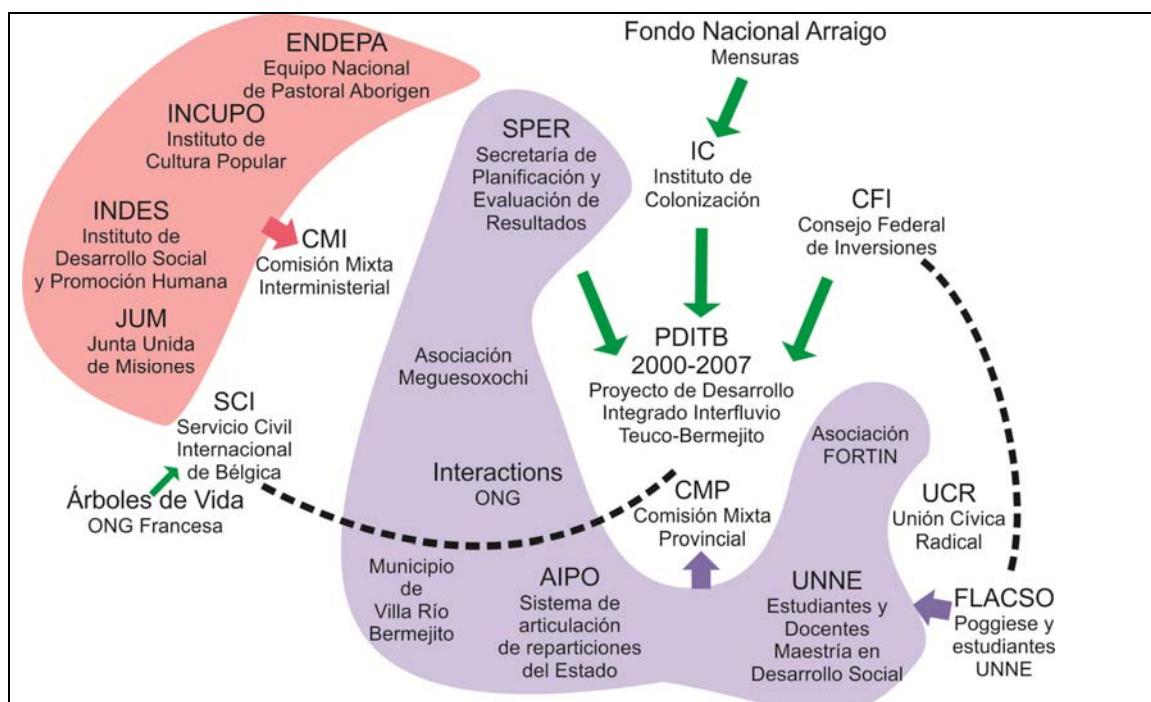 ENDEPA
Equipo Nacional
de Pastoral Aborigen
INCUPO
Instituto de
Cultura Popular
INDES
Instituto de
Desarrollo Social
y Promoción Humana
JUM
Junta Unida
de Misiones
CMI
Comisión Mixta
Interministerial
SCI
Servicio Civil
Internacional
de Bélgica
Árboles de Vida
ONG Francesa
SPER
Secretaría de
Planificación y
Evaluación de
Resultados
Asociación
Meguesoxochi
Interactions
ONG
Municipio
de
Villa Río
Bermejito
AIPO
Sistema de
articulación
de reparticiones
del Estado
Fondo Nacional Arraigo
Mensuras
IC
Instituto de
Colonización
CFI
Consejo Federal
de Inversiones
PDITB
2000-2007
Proyecto de Desarrollo
Integrado Interfluvio
Teuco-Bermejito
CMP
Comisión Mixta
Provincial
Asociación
FORTIN
UCR
Unión Cívica
Radical
UNNE
Estudiantes y
Docentes
Maestría en
Desarrollo Social
FLACSO
Poggiese y
estudiantes
UNNE